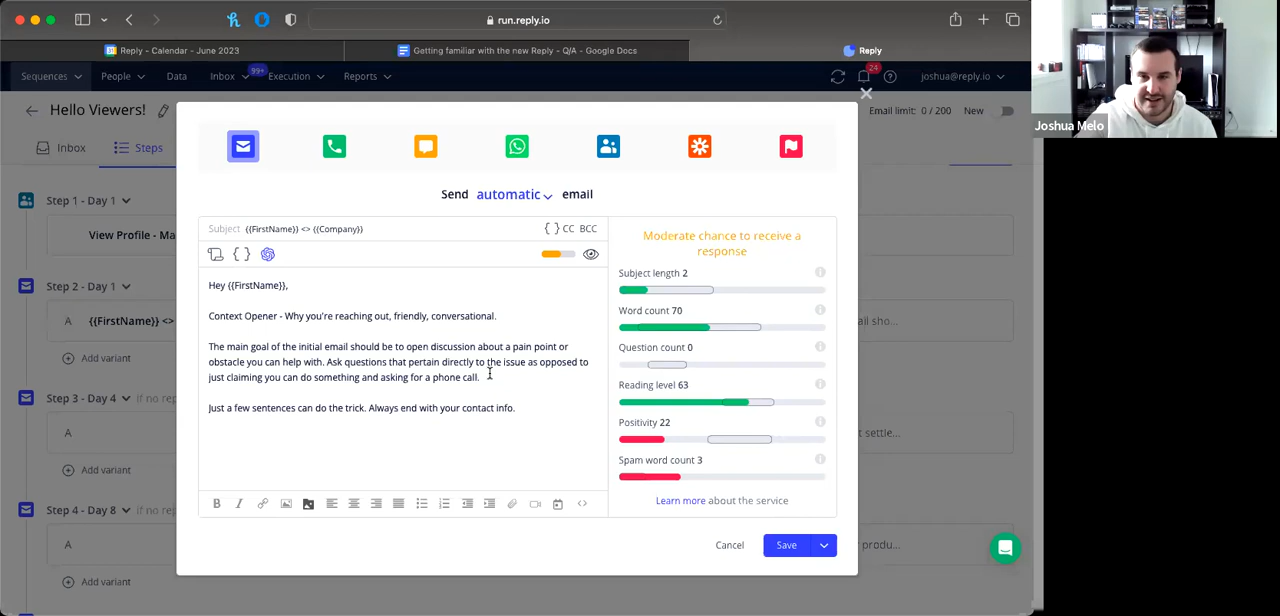 run.reply.io
Reply - Calendar - June 2023
Getting familiar with the new Reply - Q/A - Google Docs
Reply
Sequences
People
Data
Inbox
99+
Execution
Reports
24
joshua@reply.io
Hello Viewers!
Email limit: 0 / 200
New
Joshua Melo
Inbox
Steps
Send automatic email
Step 1 - Day 1
View Profile - Ma
Step 2 - Day 1
A {{FirstName}} <>
all sho...
Add variant
Step 3 - Day 4
If no rep
A
t settle...
Add variant
Step 4 - Day 8
If no rep
A
r produ...
Add variant
Subject {{FirstName}} <> {{Company}}
{ } CC BCC
{ }
Hey {{FirstName}},
Context Opener - Why you're reaching out, friendly, conversational.
The main goal of the initial email should be to open discussion about a pain point or
obstacle you can help with. Ask questions that pertain directly to the issue as opposed to
just claiming you can do something and asking for a phone call.
Just a few sentences can do the trick. Always end with your contact info.
B I
Moderate chance to receive a
response
Subject length 2
Word count 70
Question count 0
Reading level 63
Positivity 22
Spam word count 3
Learn more about the service
Cancel
Save